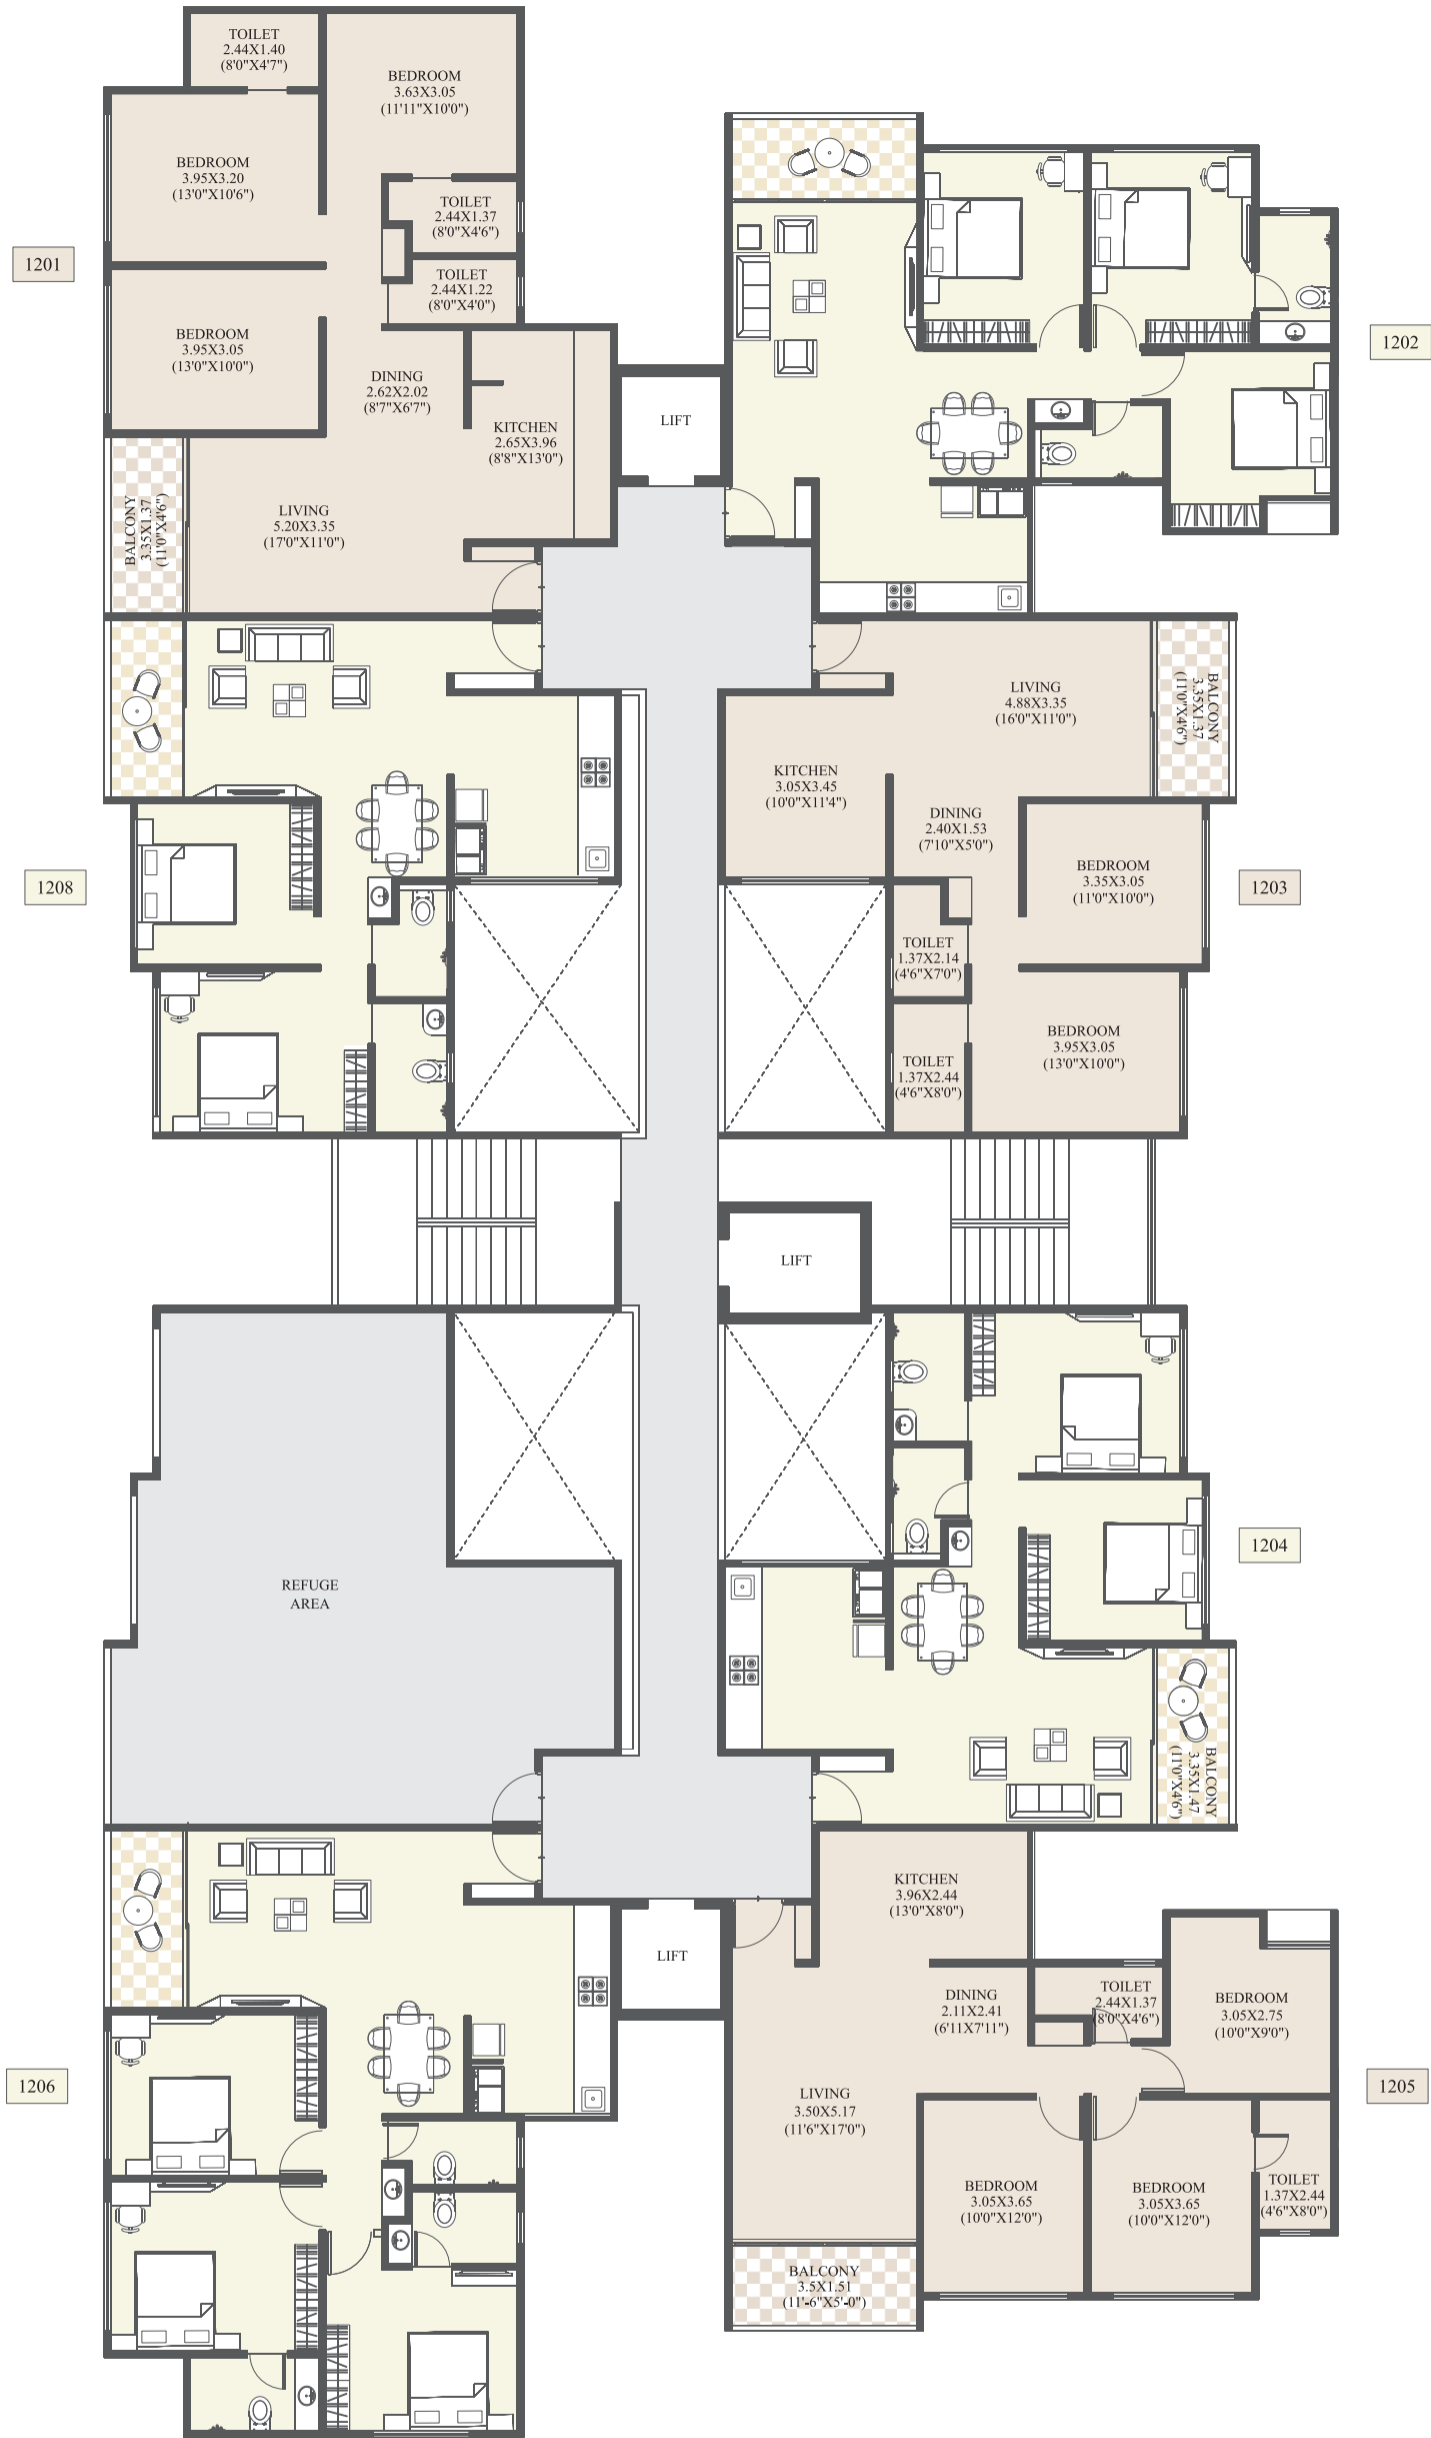 TOILET
2.44X1.40
(8'0"X4'7")
BEDROOM
3.63X3.05
(11'11"X10'0")
BEDROOM
3.95X3.20
(13'0"X10'6")
TOILET
2.44X1.37
(8'0"X4'6")
1201
TOILET
2.44X1.22
(8'0"X4'0")
BEDROOM
3.95X3.05
(13'0"X10'0")
DINING
2.62X2.02
(8'7"X6'7")
KITCHEN
2.65X3.96
(8'8"X13'0")
LIVING
5.20X3.35
(17'0"X11'0")
BALCONY
3.35X1.37
(11'0"X4'6")
LIFT
1202
LIVING
4.88X3.35
(16'0"X11'0")
BALCONY
3.35X1.37
(11'0"X4'6")
KITCHEN
3.05X3.45
(10'0"X11'4")
DINING
2.40X1.53
(7'10"X5'0")
BEDROOM
3.35X3.05
(11'0"X10'0")
1203
1208
TOILET
1.37X2.14
(4'6"X7'0")
BEDROOM
3.95X3.05
(13'0"X10'0")
TOILET
1.37X2.44
(4'6"X8'0")
LIFT
REFUGE
AREA
1204
BALCONY
3.35X1.47
(11'0"X4'6")
KITCHEN
3.96X2.44
(13'0"X8'0")
LIFT
DINING
2.11X2.41
(6'11X7'11")
TOILET
2.44X1.37
(8'0"X4'6")
BEDROOM
3.05X2.75
(10'0"X9'0")
1206
1205
LIVING
3.50X5.17
(11'6"X17'0")
BEDROOM
3.05X3.65
(10'0"X12'0")
BEDROOM
3.05X3.65
(10'0"X12'0")
TOILET
1.37X2.44
(4'6"X8'0")
BALCONY
3.5X1.51
(11'-6"X5'-0")